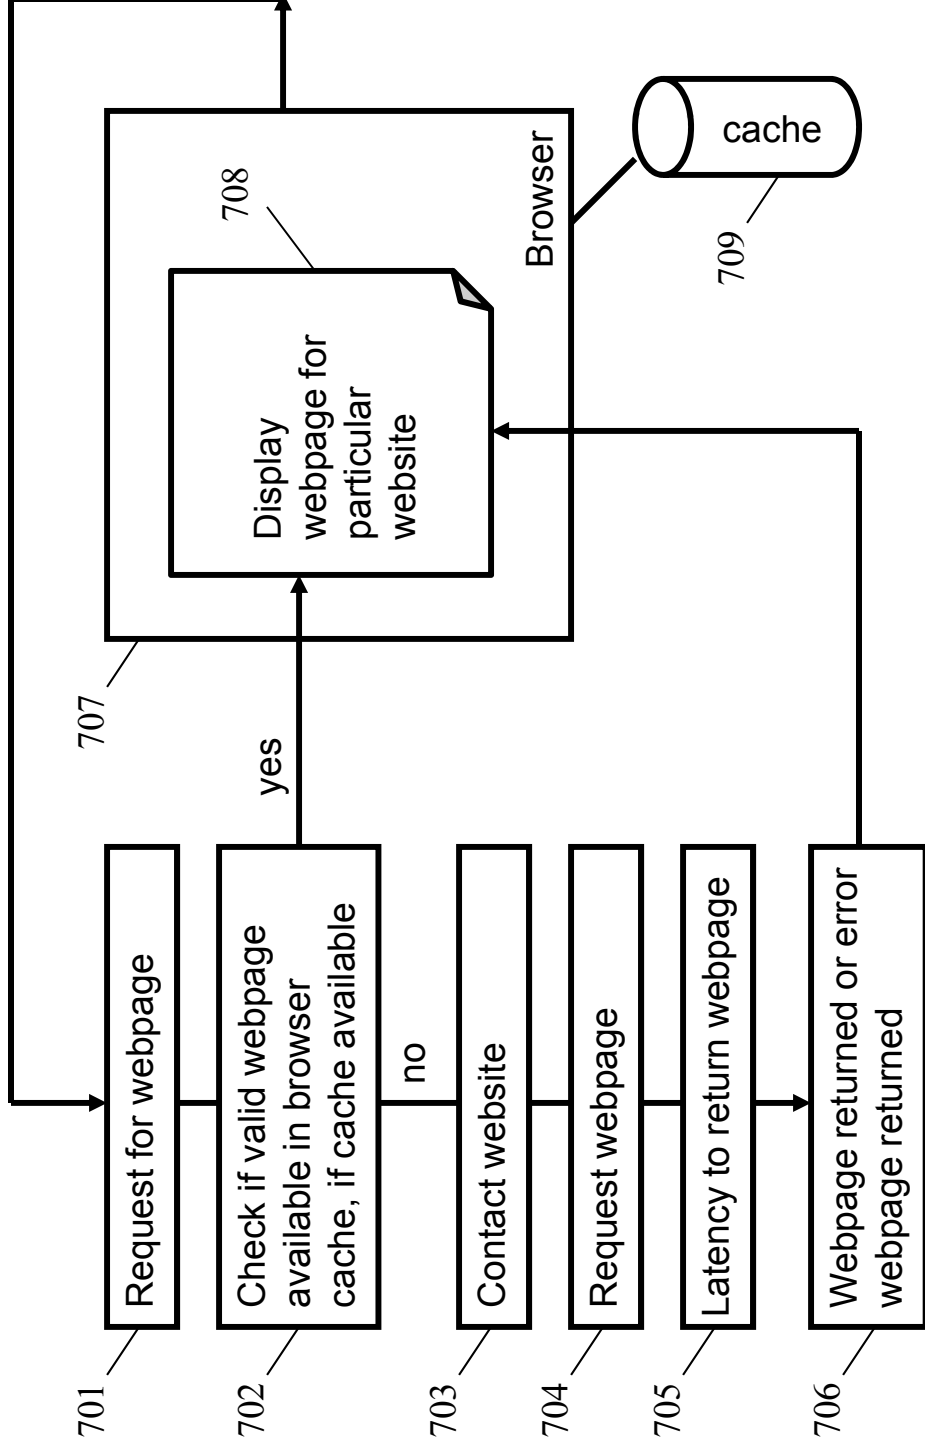 701
Request for webpage
702
Check if valid webpage
available in browser
cache, if cache available
yes
no
703
Contact website
704
Request webpage
705
Latency to return webpage
706
Webpage returned or error
webpage returned
707
708
Display
webpage for
particular
website
Browser
709
cache